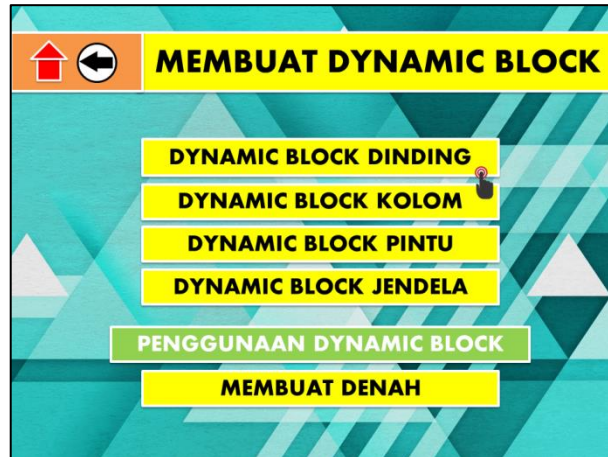 MEMBUAT DYNAMIC BLOCK
DYNAMIC BLOCK DINDING
DYNAMIC BLOCK KOLOM
DYNAMIC BLOCK PINTU
DYNAMIC BLOCK JENDELA
PENGGUNAAN DYNAMIC BLOCK
MEMBUAT DENAH